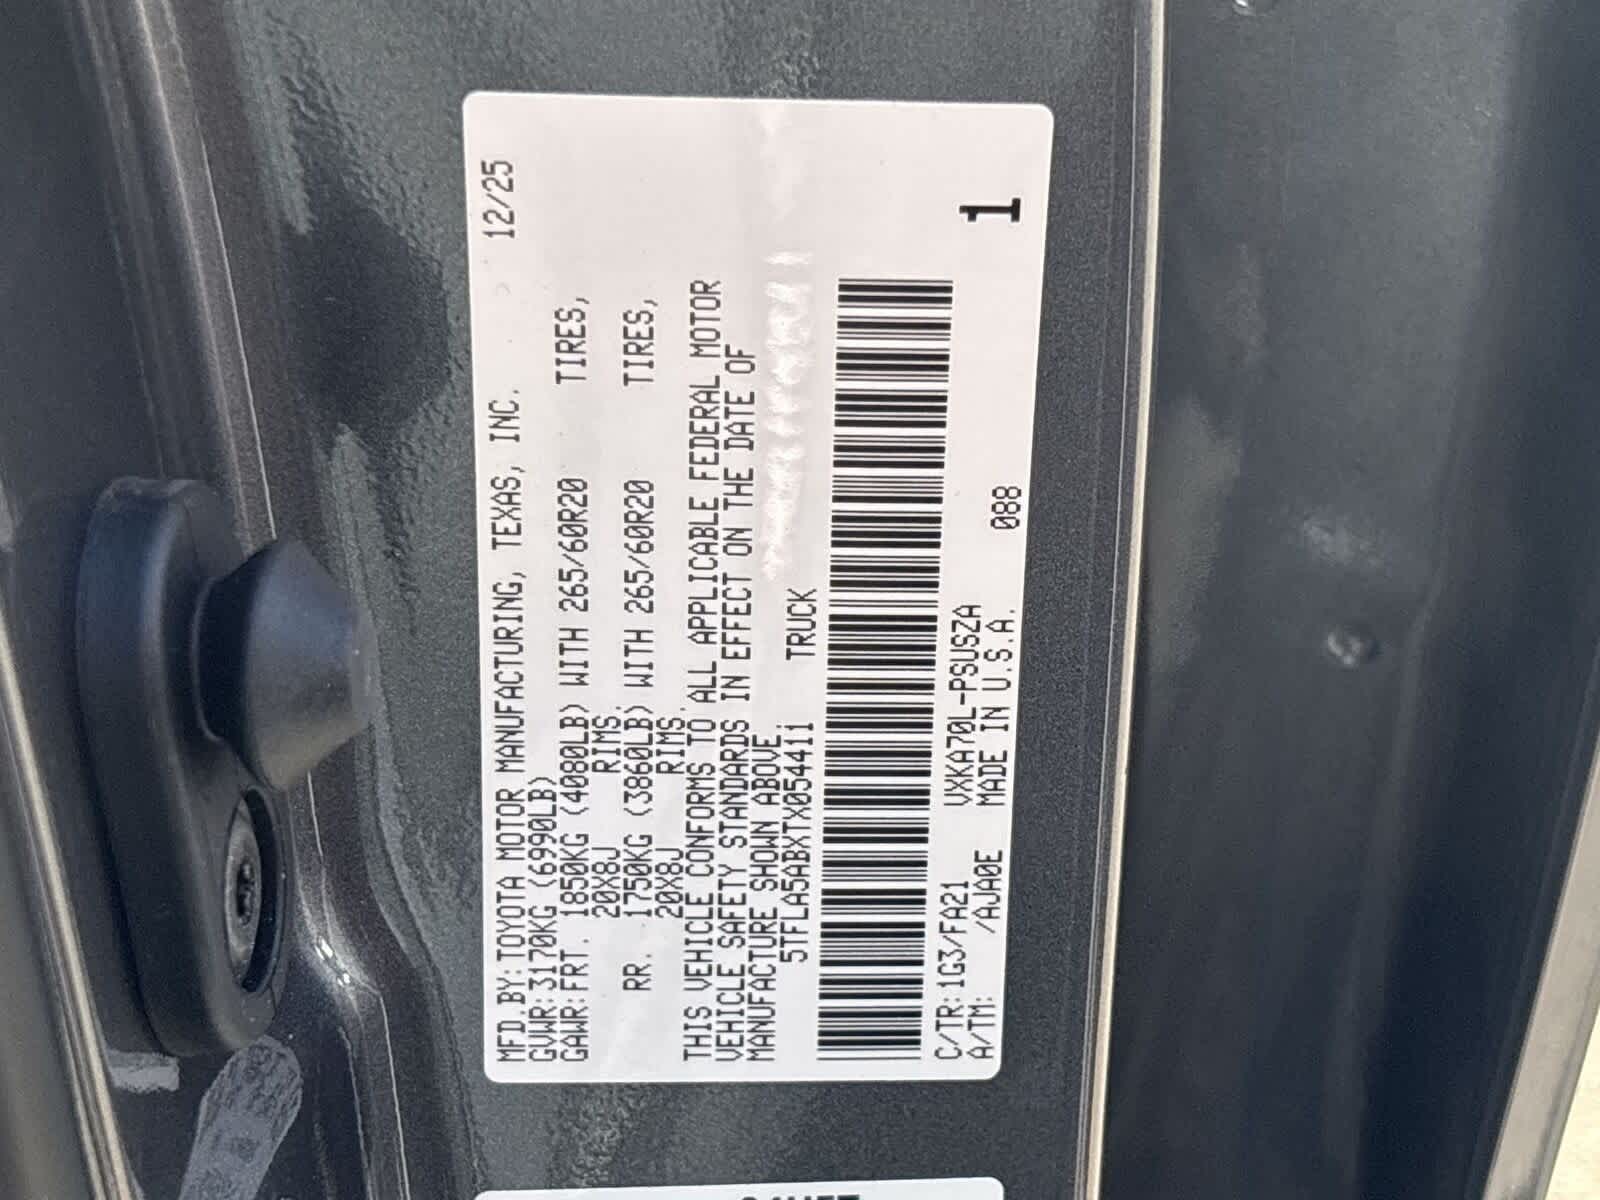 12/25
MFD.BY:TOYOTA MOTOR MANUFACTURING, TEXAS, INC.
GVWR:3170KG (6990LB)
GAWR:FRT. 1850KG (4080LB) WITH 265/60R20 TIRES,
20X8J RIMS,
RR. 1750KG (3860LB) WITH 265/60R20 TIRES,
20X8J RIMS.
THIS VEHICLE CONFORMS TO ALL APPLICABLE FEDERAL MOTOR
VEHICLE SAFETY STANDARDS IN EFFECT ON THE DATE OF
MANUFACTURE SHOWN ABOVE.
5TFLA5ABXTX054411 TRUCK
C/TR:1G3/FA21 VXKA70L-PSUSZA 088 1
A/TM: /AJA0E MADE IN U.S.A.